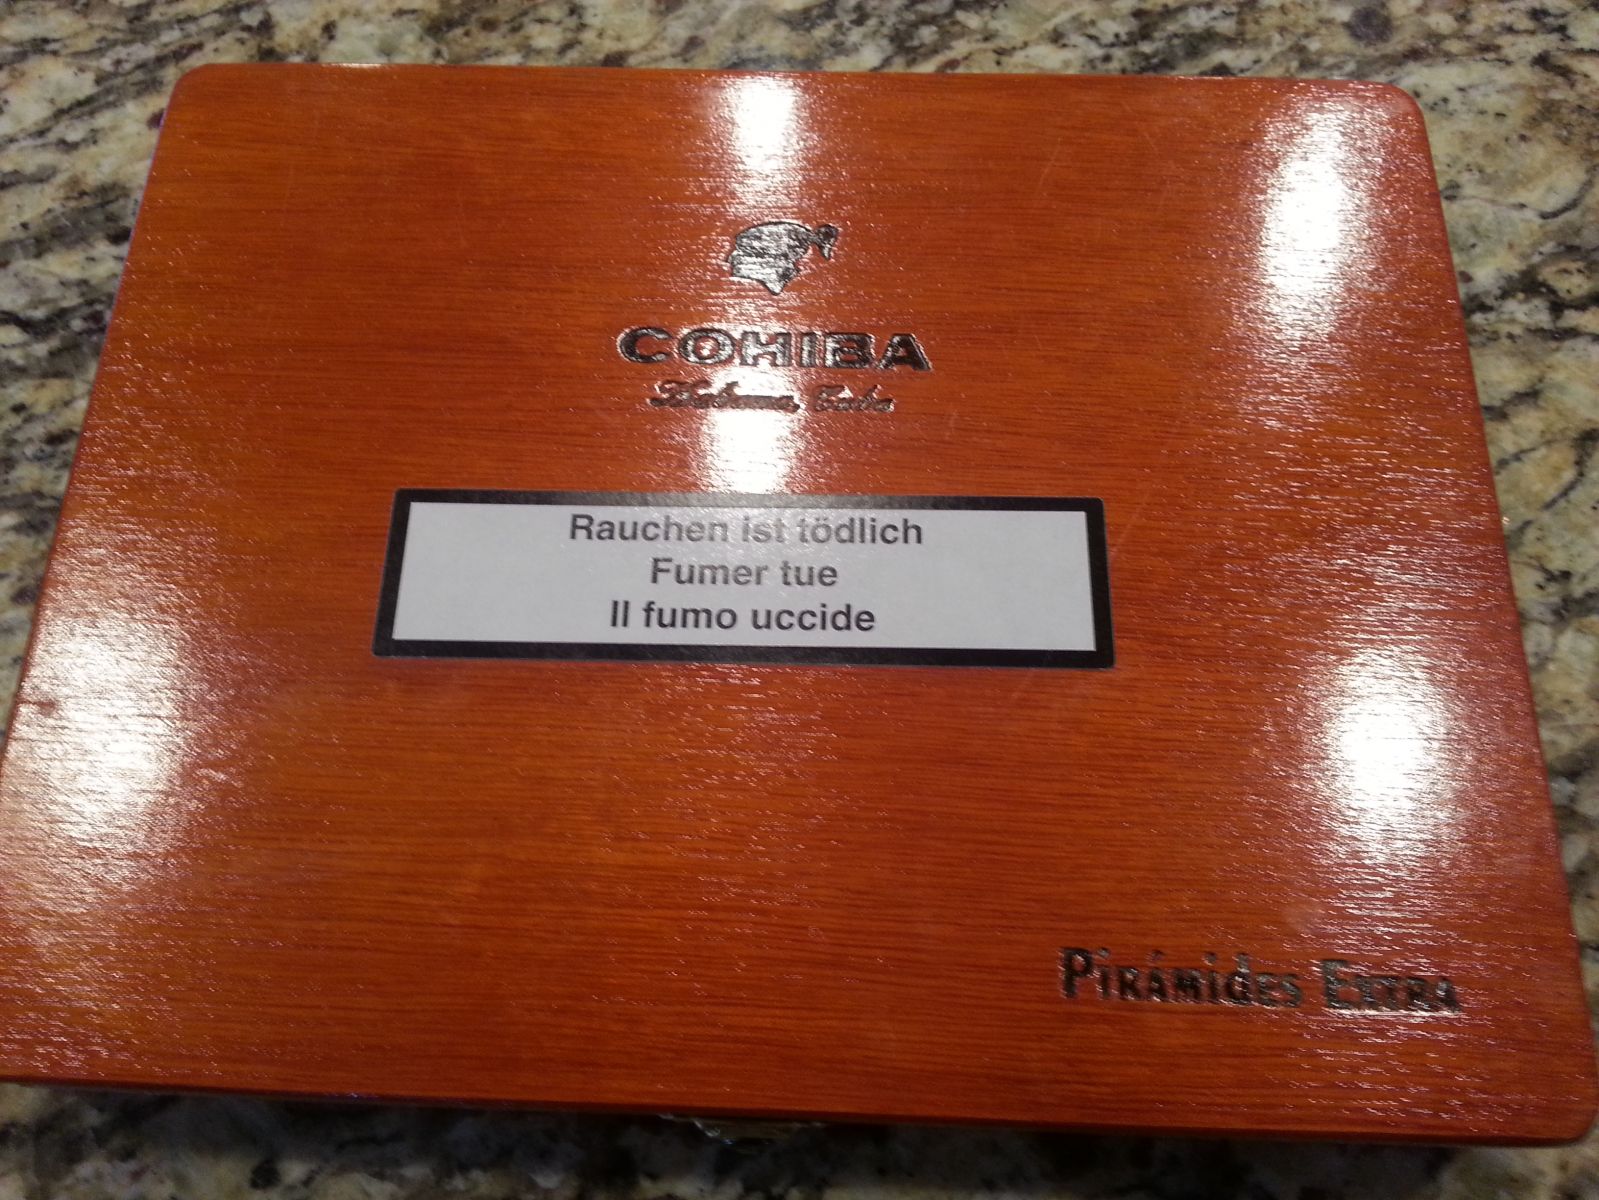 COHIBA
Habana, Cuba
Rauchen ist tödlich
Fumer tue
Il fumo uccide
Pirámides Extra